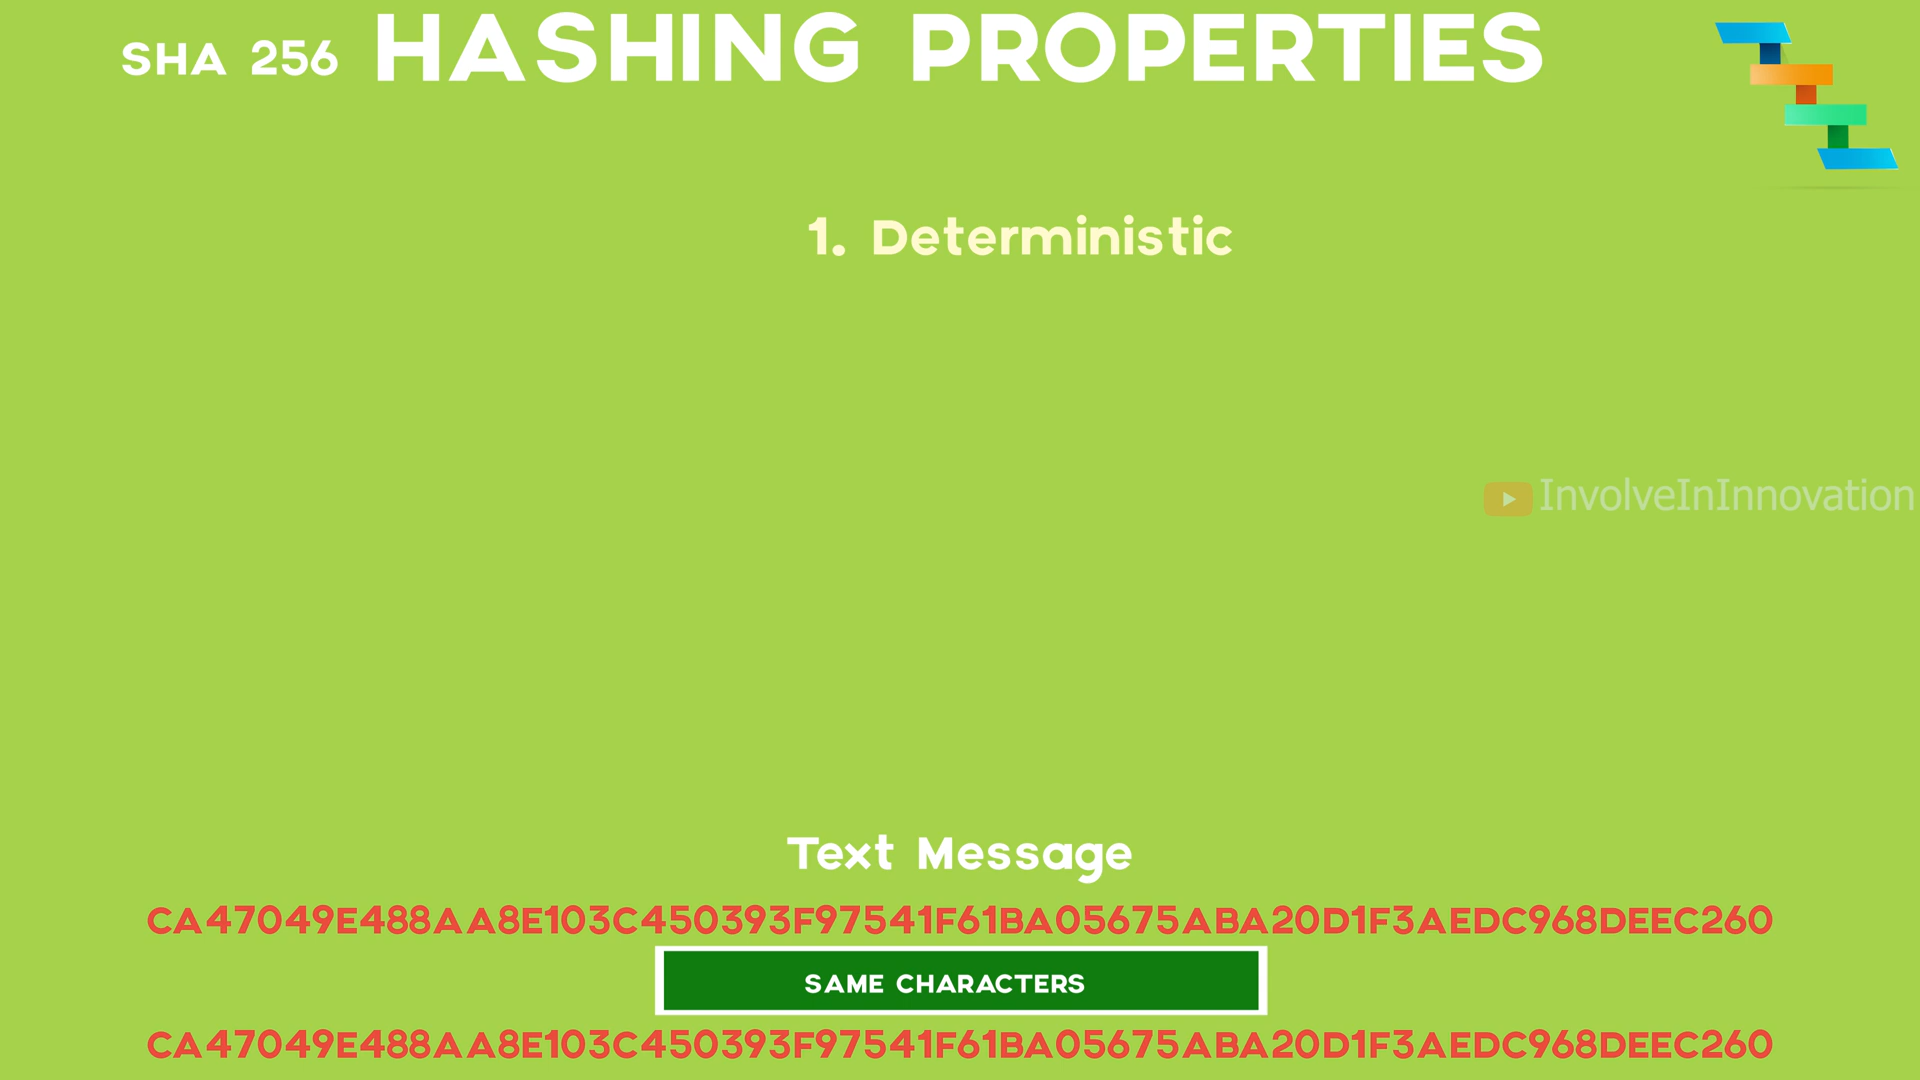 SHA 256 HASHING PROPERTIES
1. Deterministic
InvolveInInnovation
Text Message
CA47049E488AA8E103C450393F97541F61BA05675ABA20D1F3AEDC968DEEC260
SAME CHARACTERS
CA47049E488AA8E103C450393F97541F61BA05675ABA20D1F3AEDC968DEEC260